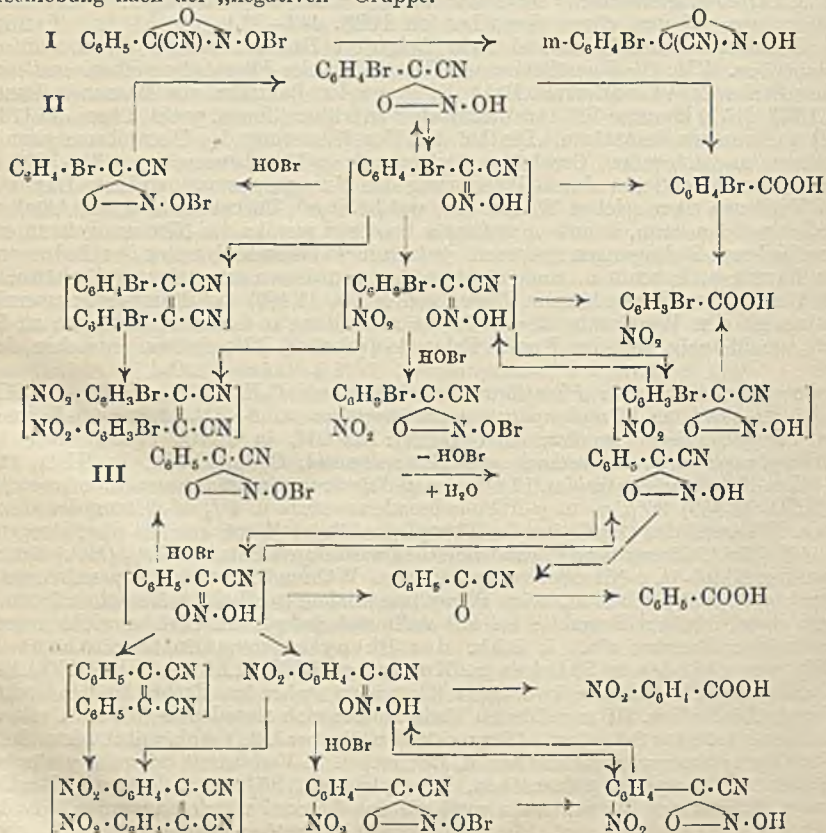 nach der „negativen“ Gruppe.
O
I C₆H₅·C(CN)·N·OBr m-C₆H₄Br·C(CN)·N·OH
O
C₆H₄Br·C·CN
II O—N·OH
C₆H₄·Br·C·CN HOBr [C₆H₄·Br·C·CN C₆H₄Br·COOH
O—N·OBr ON·OH]
[C₆H₄Br·C·CN [C₆H₃Br·C·CN C₆H₃Br·COOH
C₆H₄Br·C·CN] NO₂ ON·OH] NO₂
HOBr
[NO₂·C₆H₃Br·C·CN C₆H₃Br·C·CN [C₆H₃Br·C·CN
NO₂·C₆H₃Br·C·CN] NO₂ O—N·OBr NO₂ O—N·OH]
III C₆H₅·C·CN — HOBr C₆H₅·C·CN
O—N·OBr + H₂O O—N·OH
HOBr
[C₆H₅·C·CN C₆H₅·C·CN C₆H₅·COOH
ON·OH] O
[C₆H₅·C·CN NO₂·C₆H₄·C·CN NO₂·C₆H₄·COOH
C₆H₅·C·CN] ON·OH
HOBr
[NO₂·C₆H₄·C·CN C₆H₄—C·CN C₆H₄—C·CN
NO₂·C₆H₄·C·CN] NO₂ O—N·OBr NO₂ O—N·OH